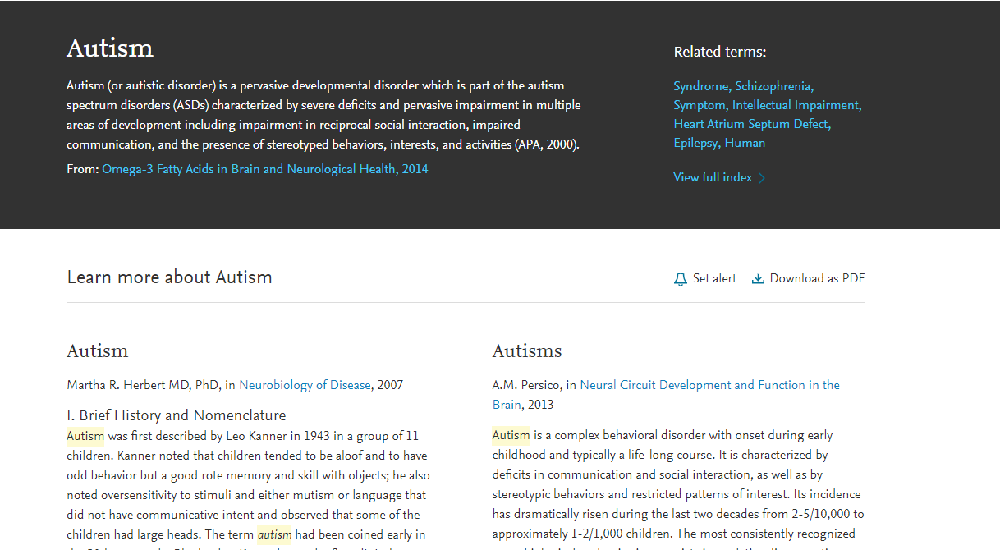 Autism
Autism (or autistic disorder) is a pervasive developmental disorder which is part of the autism
spectrum disorders (ASDs) characterized by severe deficits and pervasive impairment in multiple
areas of development including impairment in reciprocal social interaction, impaired
communication, and the presence of stereotyped behaviors, interests, and activities (APA, 2000).
From: Omega-3 Fatty Acids in Brain and Neurological Health, 2014
Related terms:
Syndrome, Schizophrenia,
Symptom, Intellectual Impairment,
Heart Atrium Septum Defect,
Epilepsy, Human
View full index
Learn more about Autism
Set alert
Download as PDF
Autism
Martha R. Herbert MD, PhD, in Neurobiology of Disease, 2007
I. Brief History and Nomenclature
Autism was first described by Leo Kanner in 1943 in a group of 11
children. Kanner noted that children tended to be aloof and to have
odd behavior but a good rote memory and skill with objects; he also
noted oversensitivity to stimuli and either mutism or language that
did not have communicative intent and observed that some of the
children had large heads. The term autism had been coined early in
Autisms
A.M. Persico, in Neural Circuit Development and Function in the
Brain, 2013
Autism is a complex behavioral disorder with onset during early
childhood and typically a life-long course. It is characterized by
deficits in communication and social interaction, as well as by
stereotypic behaviors and restricted patterns of interest. Its incidence
has dramatically risen during the last two decades from 2-5/10,000 to
approximately 1-2/1,000 children. The most consistently recognized